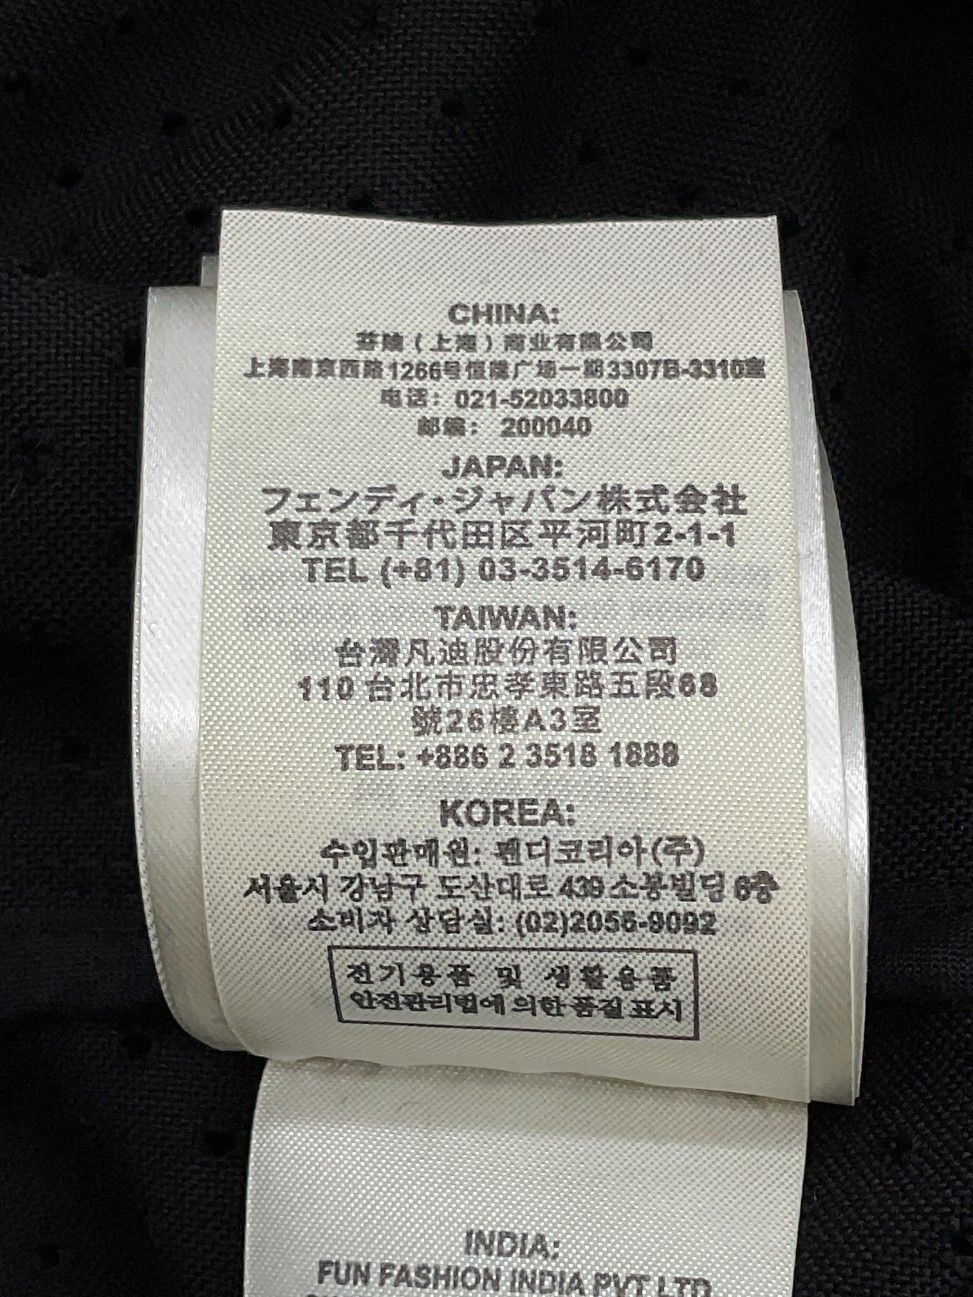 CHINA:
芬迪（上海）商业有限公司
上海南京西路1266号恒隆广场一期3307B-3310室
电话： 021-52033800
邮编： 200040
JAPAN:
フェンディ・ジャパン株式会社
東京都千代田区平河町2-1-1
TEL (+81) 03-3514-6170
TAIWAN:
台灣凡迪股份有限公司
110 台北市忠孝東路五段68
號26樓A3室
TEL: +886 2 3518 1888
KOREA:
수입판매원: 펜디코리아(주)
서울시 강남구 도산대로 439 소봉빌딩 6층
소비자 상담실: (02)2056-9092
전기용품 및 생활용품
안전관리법에 의한 품질표시
INDIA:
FUN FASHION INDIA PVT LTD